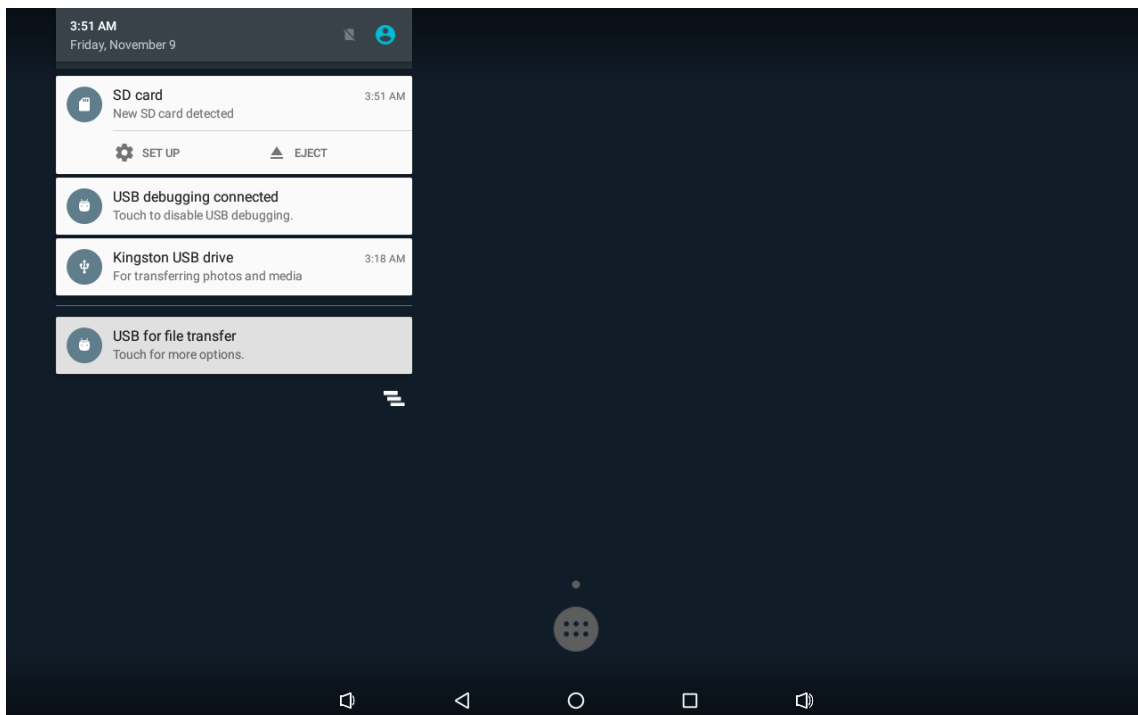 3:51 AM
Friday, November 9
SD card 3:51 AM
New SD card detected
SET UP EJECT
USB debugging connected
Touch to disable USB debugging.
Kingston USB drive 3:18 AM
For transferring photos and media
USB for file transfer
Touch for more options.